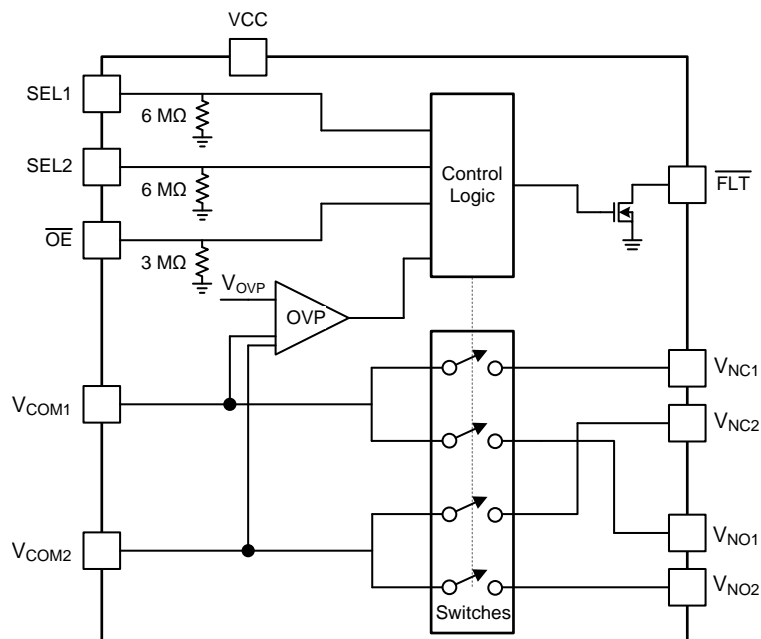 VCC
SEL1
6 MΩ
SEL2
6 MΩ
Control
Logic
FLT
OE
3 MΩ
VOVP
OVP
VNC1
VCOM1
VNC2
VNO1
VCOM2
VNO2
Switches